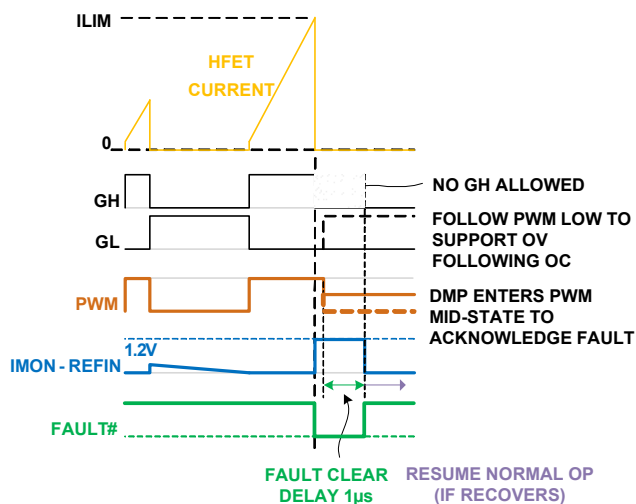 ILIM
HFET
CURRENT
0
GH
NO GH ALLOWED
GL
FOLLOW PWM LOW TO
SUPPORT OV
FOLLOWING OC
PWM
DMP ENTERS PWM
MID-STATE TO
ACKNOWLEDGE FAULT
1.2V
IMON - REFIN
FAULT#
FAULT CLEAR
DELAY 1µs
RESUME NORMAL OP
(IF RECOVERS)